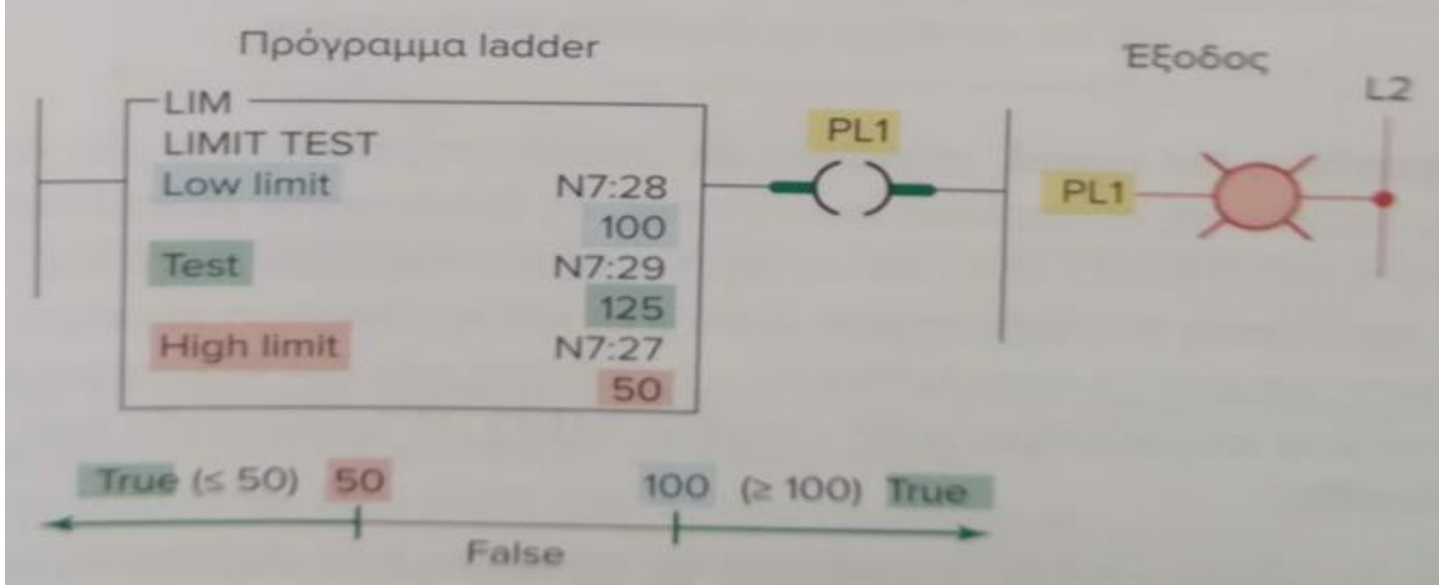 Πρόγραμμα ladder
Έξοδος
L2
LIM
LIMIT TEST
PL1
Low limit N7:28
PL1
100
Test N7:29
125
High limit N7:27
50
True (≤ 50) 50 100 (≥ 100) True
False